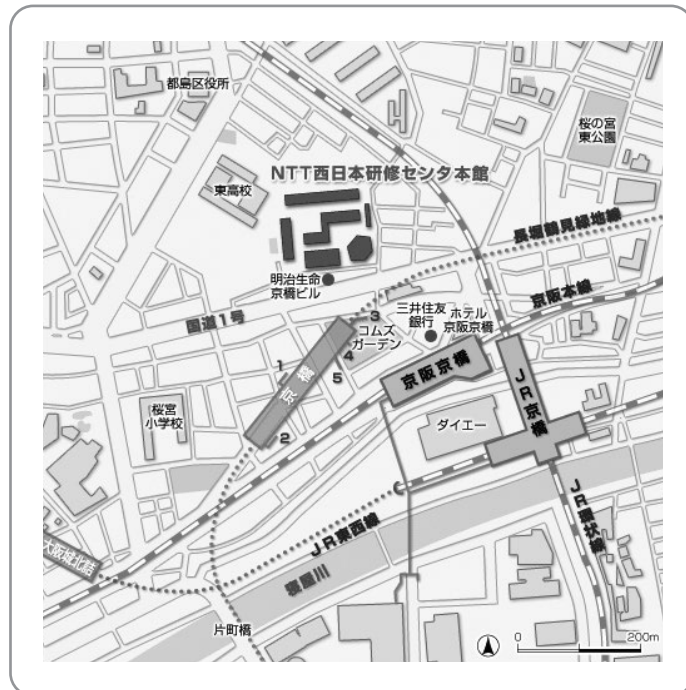 都島区役所
桜の宮
東公園
NTT西日本研修センタ本館
東高校
長堀鶴見緑地線
明治生命
京橋ビル
京阪本線
国道1号
三井住友
銀行
ホテル
京阪京橋
3
コムズ
ガーデン
4
1
5
京橋
京阪京橋
JR京橋
桜宮
小学校
2
ダイエー
JR環状線
JR東西線
大阪城北詰
寝屋川
片町橋
0
200m